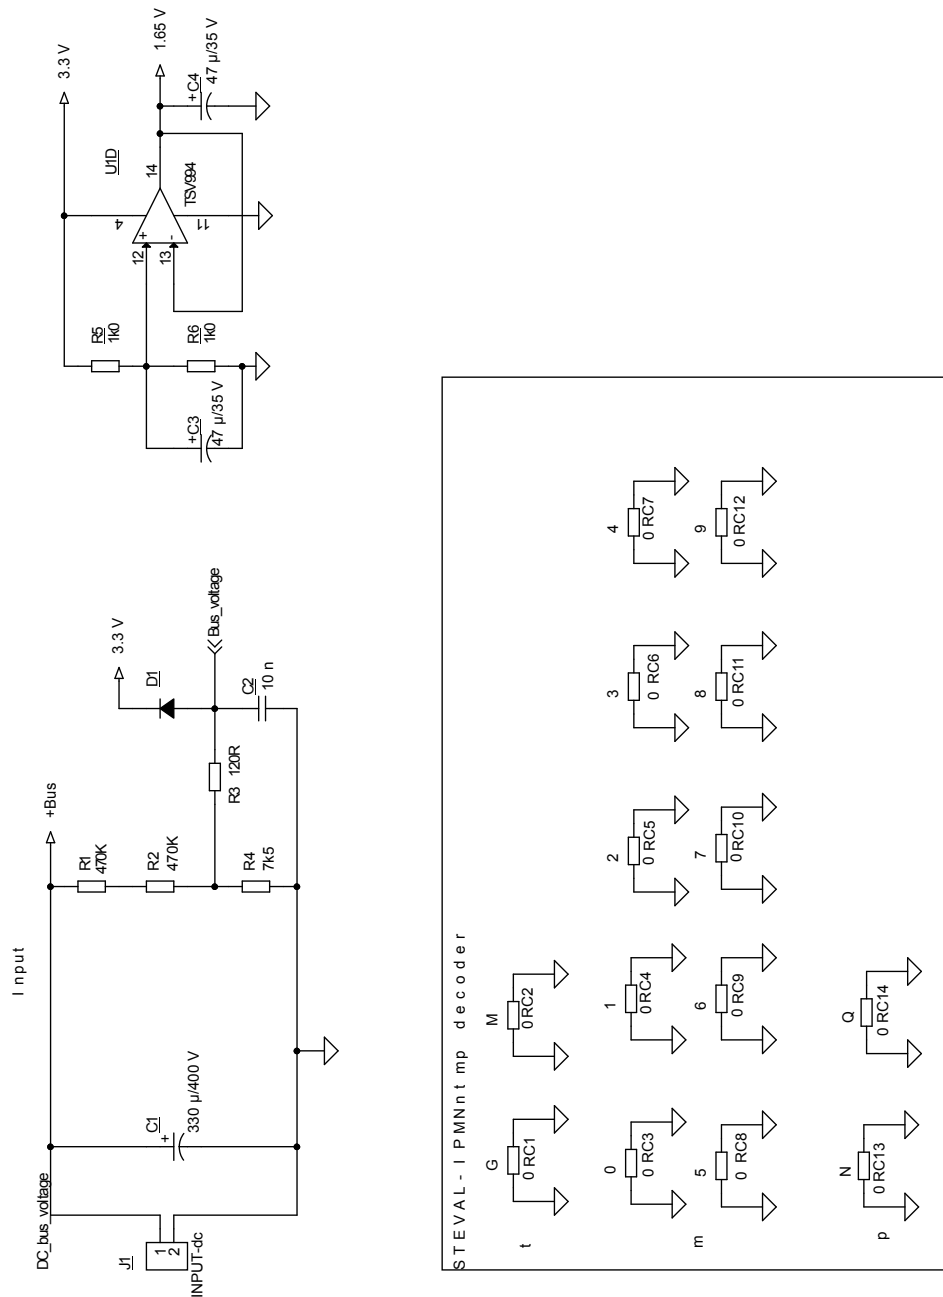 Input
J1
INPUT-dc
1
2
DC_bus_voltage
C1
+
330 µ/400 V
+Bus
R1
470K
R2
470K
R4
7k5
R3 120R
3.3 V
D1
C2
10 n
Bus_voltage
+C3
47 µ/35 V
R5
1k0
R6
1k0
3.3 V
U1D
12
13
+
-
4
11
14
TSV994
1.65 V
+C4
47 µ/35 V
STEVAL-IPMNntmp decoder
t
G
0 RC1
M
0 RC2
m
0
0 RC3
1
0 RC4
2
0 RC5
3
0 RC6
4
0 RC7
5
0 RC8
6
0 RC9
7
0 RC10
8
0 RC11
9
0 RC12
p
N
0 RC13
Q
0 RC14